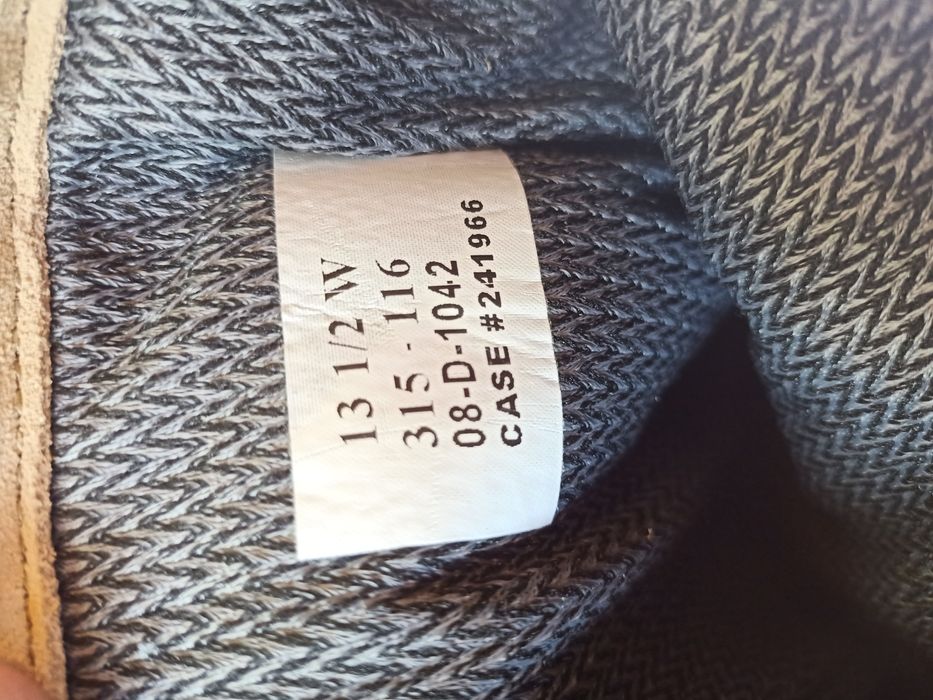 13 1/2 W
315 - 116
08-D-1042
CASE #241966